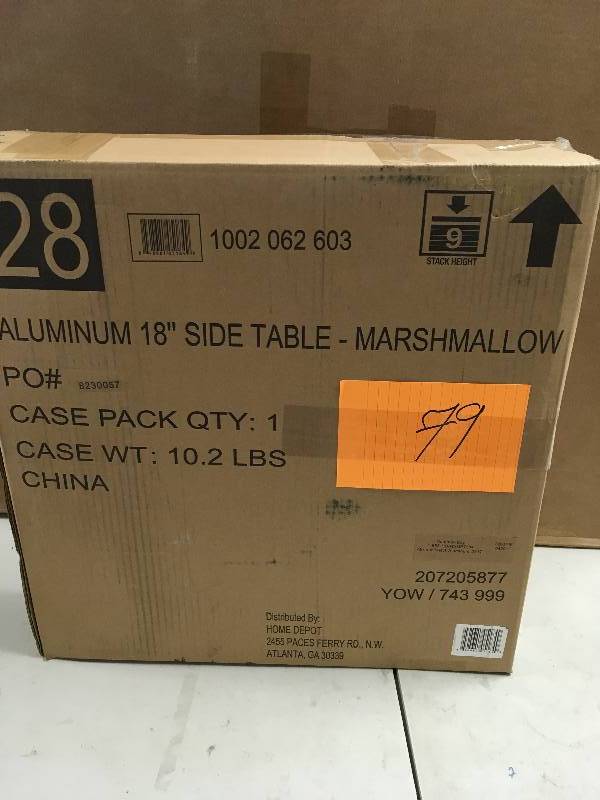 28
1002 062 603
9
STACK HEIGHT
ALUMINUM 18" SIDE TABLE - MARSHMALLOW
PO# 8230057
CASE PACK QTY: 1
79
CASE WT: 10.2 LBS
CHINA
207205877
YOW / 743 999
Distributed By:
HOME DEPOT
2455 PACES FERRY RD., N.W.
ATLANTA, GA 30339